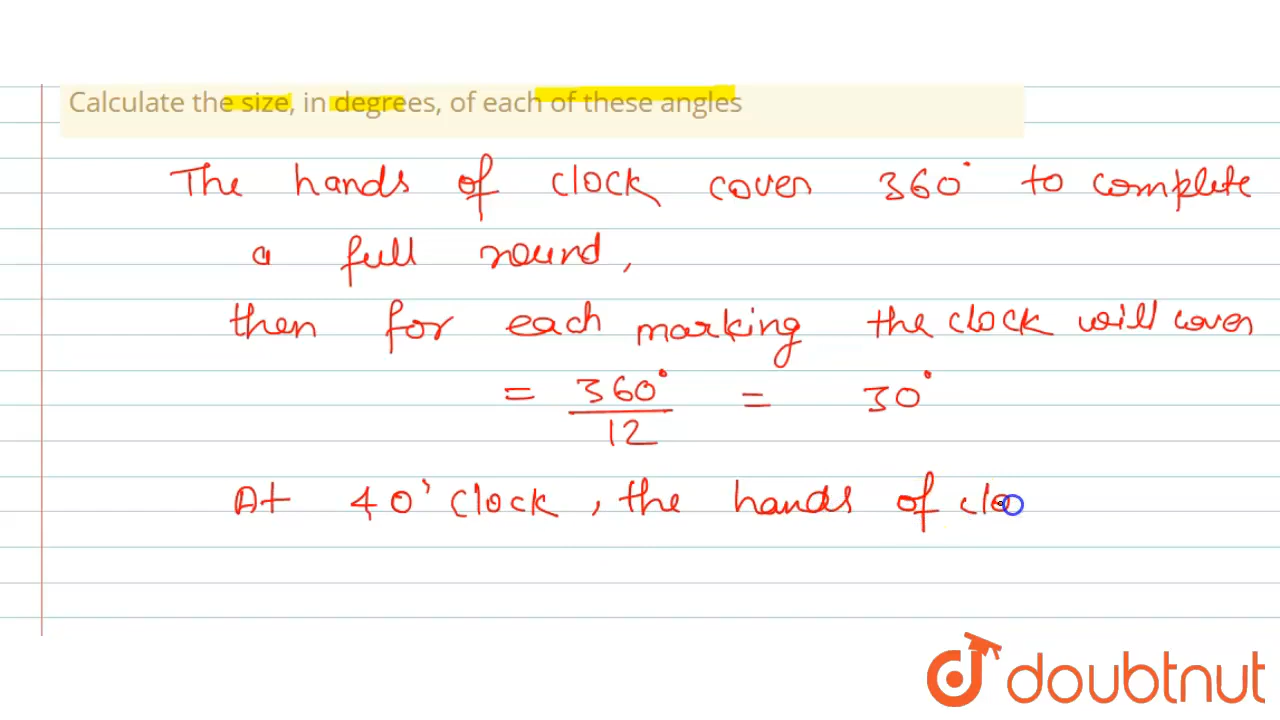 Calculate the size, in degrees, of each of these angles
The hands of clock cover 360° to complete
a full round,
then for each marking the clock will cover
= 360° / 12 = 30°
At 4 O' Clock, the hands of clo
doubtnut